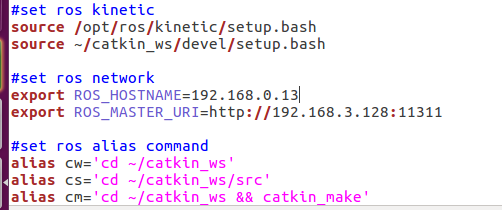 #set ros kinetic
source /opt/ros/kinetic/setup.bash
source ~/catkin_ws/devel/setup.bash
#set ros network
export ROS_HOSTNAME=192.168.0.13
export ROS_MASTER_URI=http://192.168.3.128:11311
#set ros alias command
alias cw='cd ~/catkin_ws'
alias cs='cd ~/catkin_ws/src'
alias cm='cd ~/catkin_ws && catkin_make'